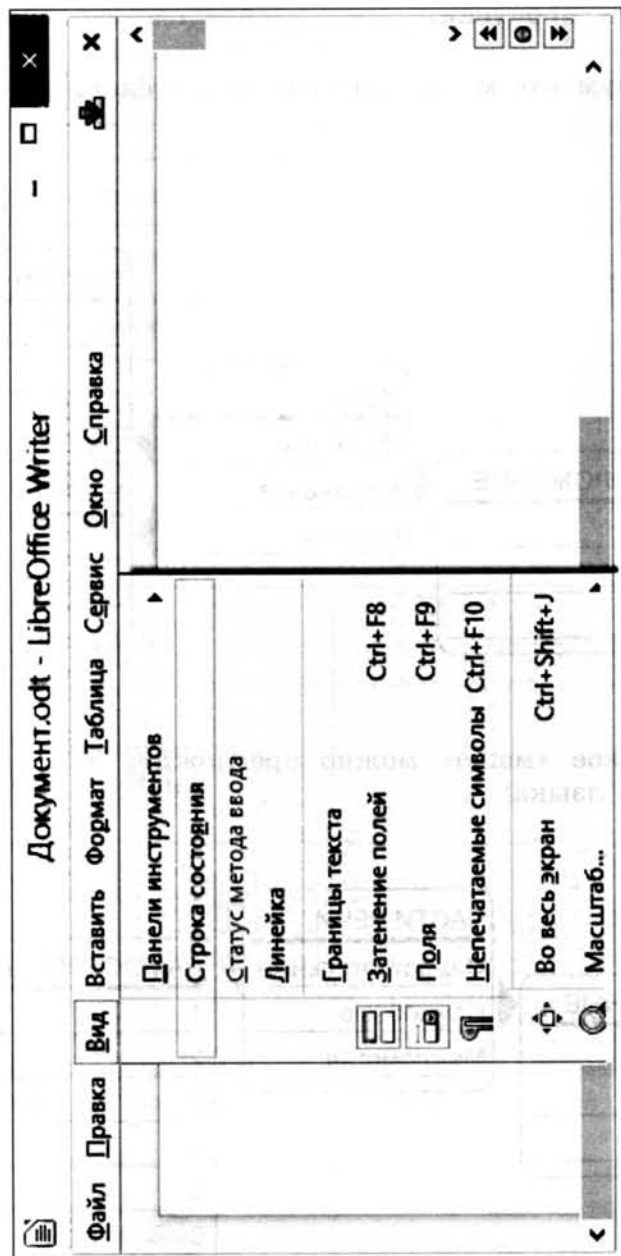 Документ.odt - LibreOffice Writer
Файл Правка Вид Вставить Формат Таблица Сервис Окно Справка
Панели инструментов
Строка состояния
Статус метода ввода
Линейка
Границы текста
Затенение полей Ctrl+F8
Поля Ctrl+F9
Непечатаемые символы Ctrl+F10
Во весь экран Ctrl+Shift+J
Масштаб...